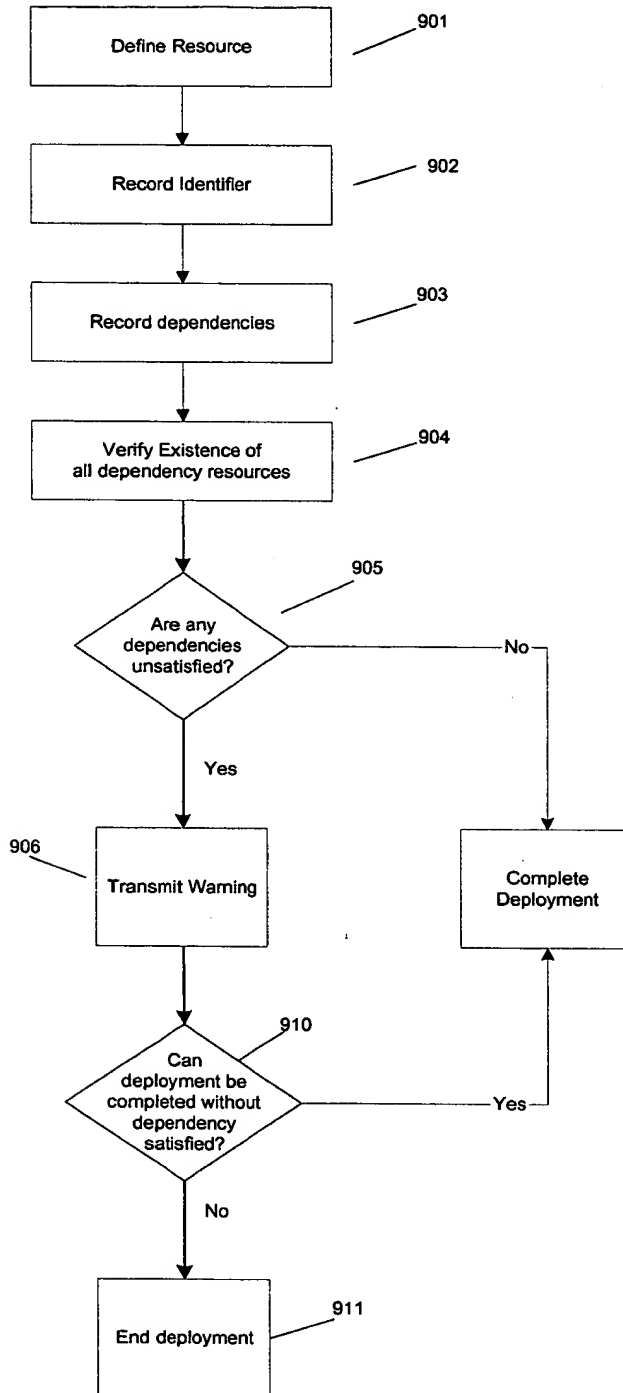 Define Resource
901
Record Identifier
902
Record dependencies
903
Verify Existence of
all dependency resources
904
905
Are any
dependencies
unsatisfied?
No
Yes
906
Transmit Warning
Complete
Deployment
910
Can
deployment be
completed without
dependency
satisfied?
Yes
No
End deployment
911